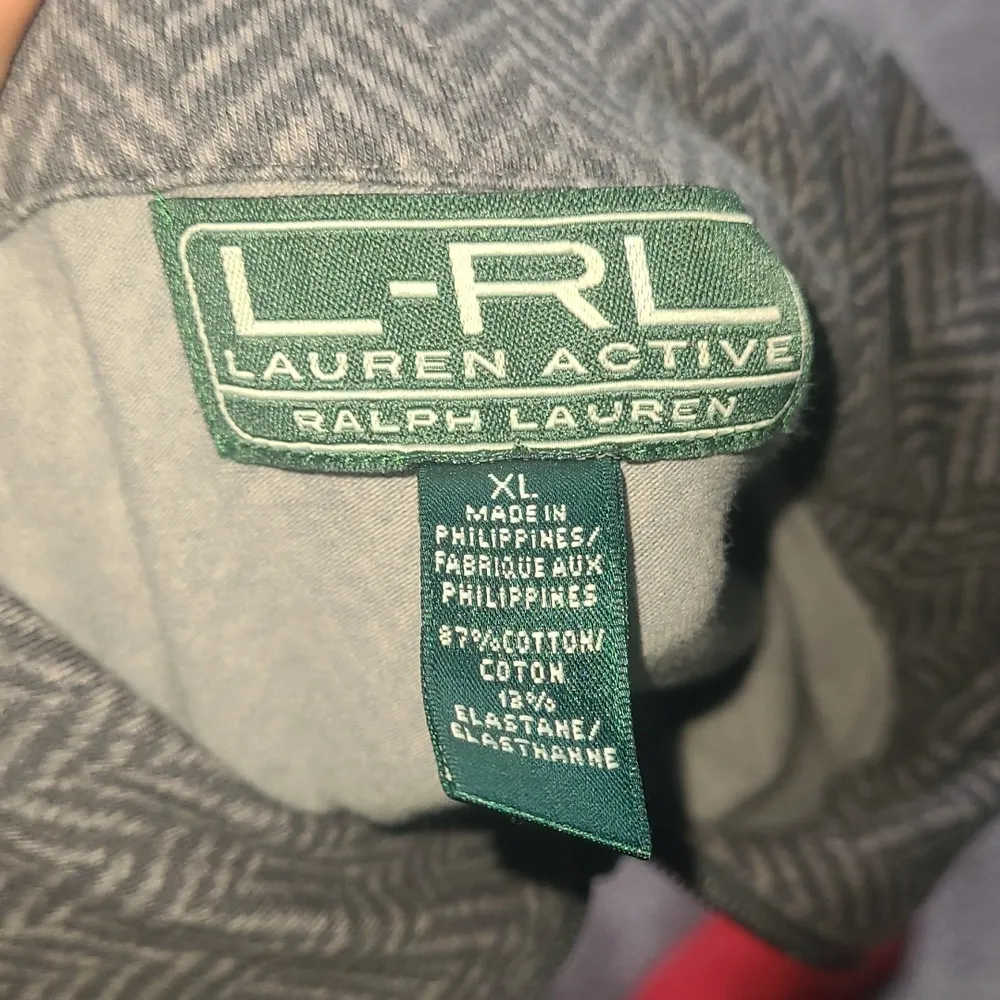 L-RL
LAUREN ACTIVE
RALPH LAUREN
XL
MADE IN
PHILIPPINES/
FABRIQUE AUX
PHILIPPINES
87% COTTON/
COTON
13%
ELASTANE/
ELASTHANNE